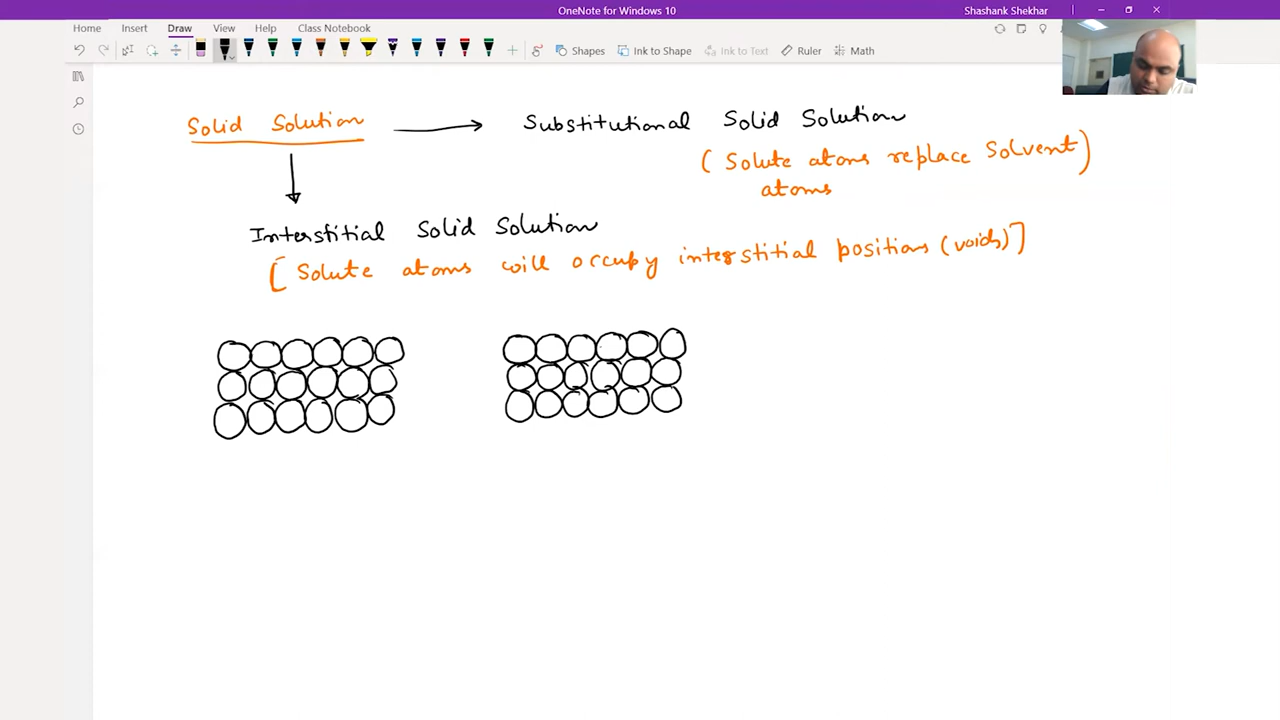 OneNote for Windows 10
Shashank Shekhar
Home Insert Draw View Help Class Notebook
Shapes Ink to Shape Ink to Text Ruler Math
Solid Solution Substitutional Solid Solution
(Solute atoms replace Solvent)
atoms
Interstitial Solid Solution
[Solute atoms will occupy interstitial positions (voids)]